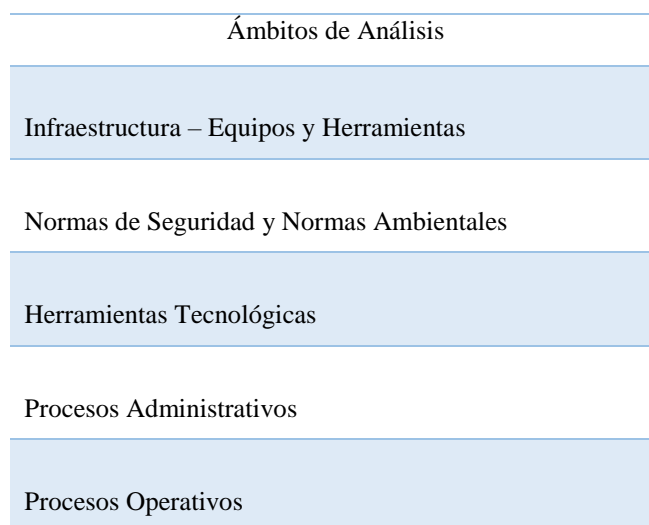 Ámbitos de Análisis
Infraestructura – Equipos y Herramientas
Normas de Seguridad y Normas Ambientales
Herramientas Tecnológicas
Procesos Administrativos
Procesos Operativos